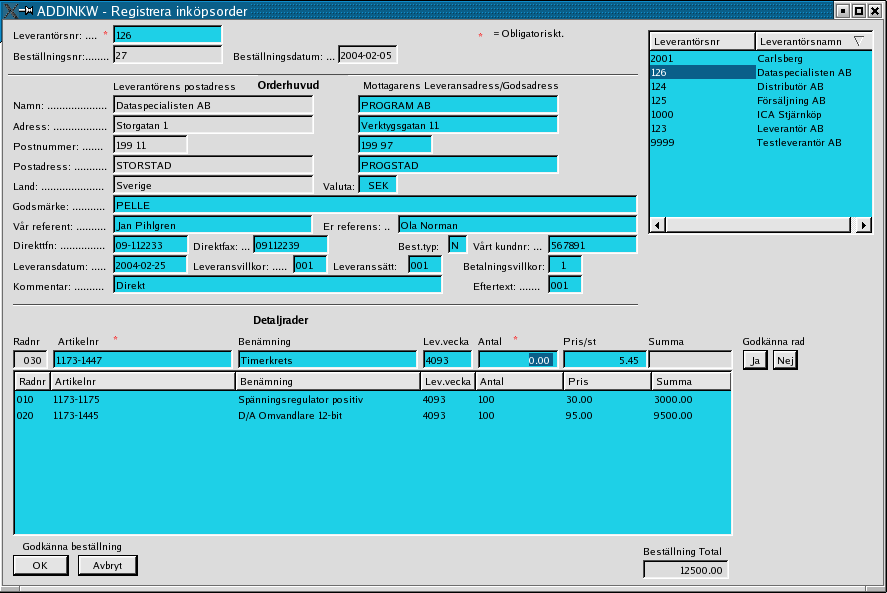 ADDINKW - Registrera inköpsorder
Leverantörsnr: .... * 126
* = Obligatoriskt.
Beställningsnr:........ 27 Beställningsdatum: ... 2004-02-05
Leverantörens postadress Orderhuvud Mottagarens Leveransadress/Godsadress
Namn: ................... Dataspecialisten AB PROGRAM AB
Adress: .................. Storgatan 1 Verktygsgatan 11
Postnummer: ...... 199 11 199 97
Postadress: .......... STORSTAD PROGSTAD
Land: ................... Sverige Valuta: SEK
Godsmärke: .......... PELLE
Vår referent: ......... Jan Pihlgren Er referens: .. Ola Norman
Direkttfn: .............. 09-112233 Direktfax: ... 09112239 Best.typ: N Vårt kundnr: ... 567891
Leveransdatum: ..... 2004-02-25 Leveransvillkor: ..... 001 Leveranssätt: 001 Betalningsvillkor: 1
Kommentar: ......... Direkt Eftertext: ....... 001
Leverantörsnr Leverantörsnamn
2001 Carlsberg
126 Dataspecialisten AB
124 Distributör AB
125 Försäljning AB
1000 ICA Stjärnköp
123 Leverantör AB
9999 Testleverantör AB
Detaljrader
Radnr Artikelnr * Benämning Lev.vecka Antal * Pris/st Summa Godkänna rad
030 1173-1447 Timerkrets 4093 0.00 5.45 Ja Nej
Radnr Artikelnr Benämning Lev.vecka Antal Pris Summa
010 1173-1175 Spänningsregulator positiv 4093 100 30.00 3000.00
020 1173-1445 D/A Omvandlare 12-bit 4093 100 95.00 9500.00
Godkänna beställning
OK Avbryt
Beställning Total
12500.00